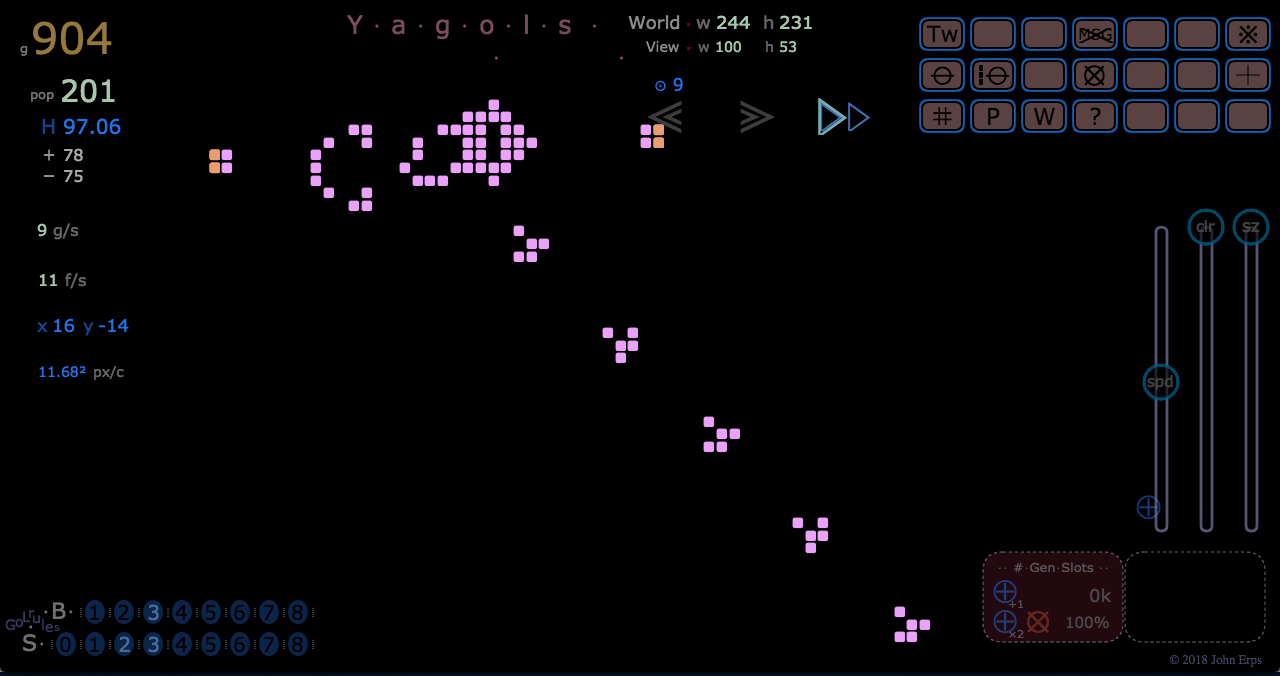 g 904
pop 201
H 97.06
+ 78
− 75
9 g/s
11 f/s
x 16 y -14
11.68² px/c
Y · a · g · o · l · s ·
World · w 244 h 231
View · w 100 h 53
⊙ 9
Tw MSG ※
# P W ?
clr sz
spd
·· # · Gen · Slots ··
+1 0k
×2 100%
GoL rules
· B · 1 2 3 4 5 6 7 8
S · 0 1 2 3 4 5 6 7 8
© 2018 John Erps